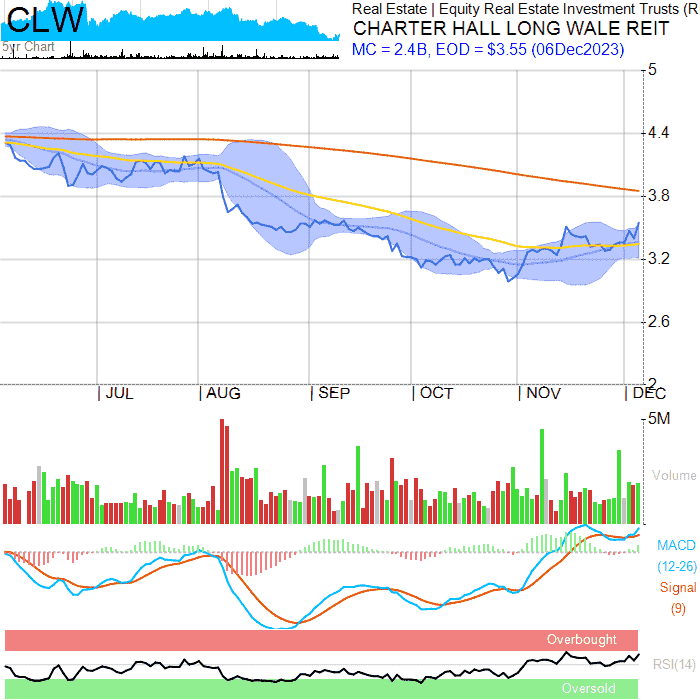 CLW
5yr Chart
Real Estate | Equity Real Estate Investment Trusts (R
CHARTER HALL LONG WALE REIT
MC = 2.4B, EOD = $3.55 (06Dec2023)
5
4.4
3.8
3.2
2.6
2
JUL AUG SEP OCT NOV DEC
5M
Volume
MACD
(12-26)
Signal
(9)
Overbought
RSI(14)
Oversold